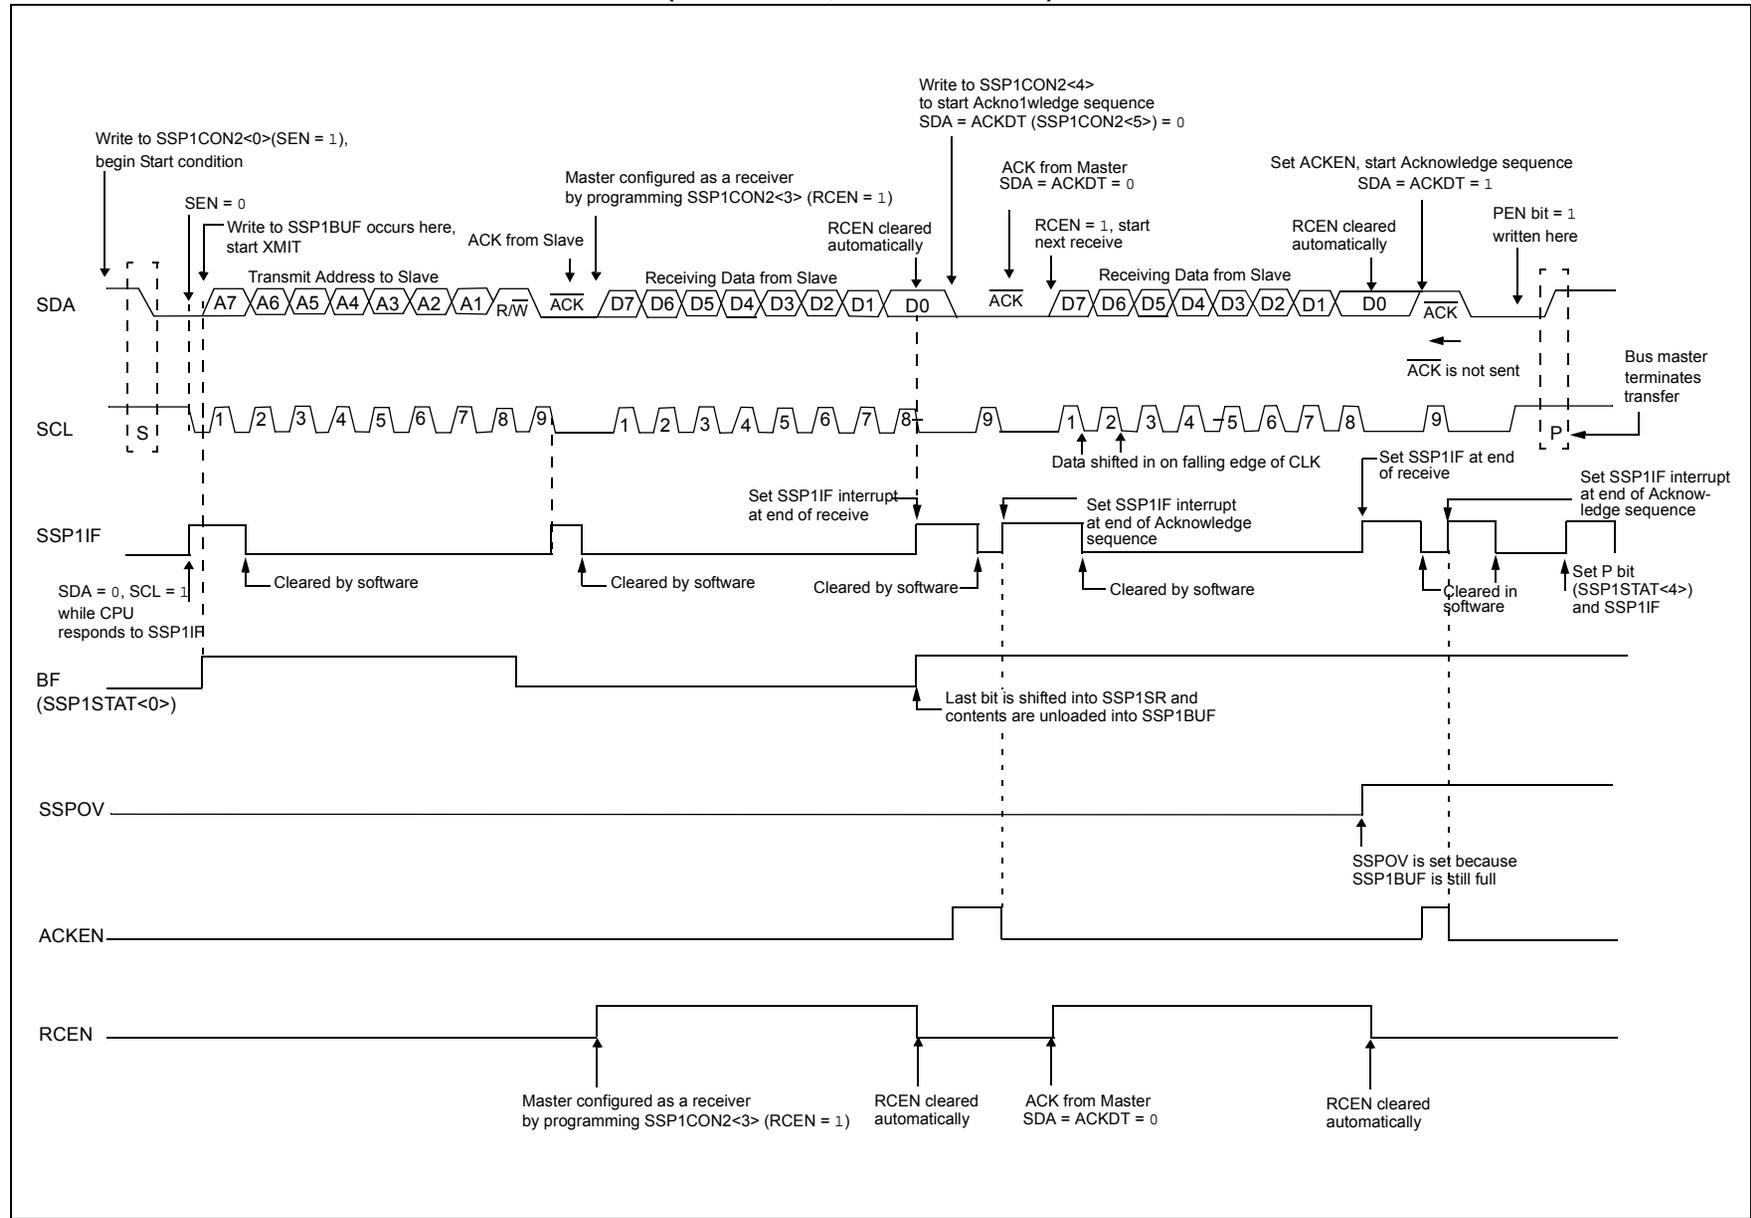 Write to SSP1CON2<4>
to start Ackno1wledge sequence
SDA = ACKDT (SSP1CON2<5>) = 0
Write to SSP1CON2<0>(SEN = 1),
begin Start condition
ACK from Master
SDA = ACKDT = 0
Set ACKEN, start Acknowledge sequence
SDA = ACKDT = 1
Master configured as a receiver
by programming SSP1CON2<3> (RCEN = 1)
SEN = 0
Write to SSP1BUF occurs here,
start XMIT
ACK from Slave
RCEN cleared
automatically
RCEN = 1, start
next receive
RCEN cleared
automatically
PEN bit = 1
written here
Transmit Address to Slave
Receiving Data from Slave
Receiving Data from Slave
SDA A7 A6 A5 A4 A3 A2 A1 R/W ACK D7 D6 D5 D4 D3 D2 D1 D0 ACK D7 D6 D5 D4 D3 D2 D1 D0 ACK
ACK is not sent
Bus master
terminates
transfer
SCL S 1 2 3 4 5 6 7 8 9 1 2 3 4 5 6 7 8 9 1 2 3 4 5 6 7 8 9 P
Data shifted in on falling edge of CLK
Set SSP1IF at end
of receive
Set SSP1IF interrupt
at end of receive
Set SSP1IF interrupt
at end of Acknowledge
sequence
Set SSP1IF interrupt
at end of Acknow-
ledge sequence
SSP1IF
SDA = 0, SCL = 1
while CPU
responds to SSP1IF
Cleared by software
Cleared by software
Cleared by software
Cleared by software
Cleared in
software
Set P bit
(SSP1STAT<4>)
and SSP1IF
BF
(SSP1STAT<0>)
Last bit is shifted into SSP1SR and
contents are unloaded into SSP1BUF
SSPOV
SSPOV is set because
SSP1BUF is still full
ACKEN
RCEN
Master configured as a receiver
by programming SSP1CON2<3> (RCEN = 1)
RCEN cleared
automatically
ACK from Master
SDA = ACKDT = 0
RCEN cleared
automatically